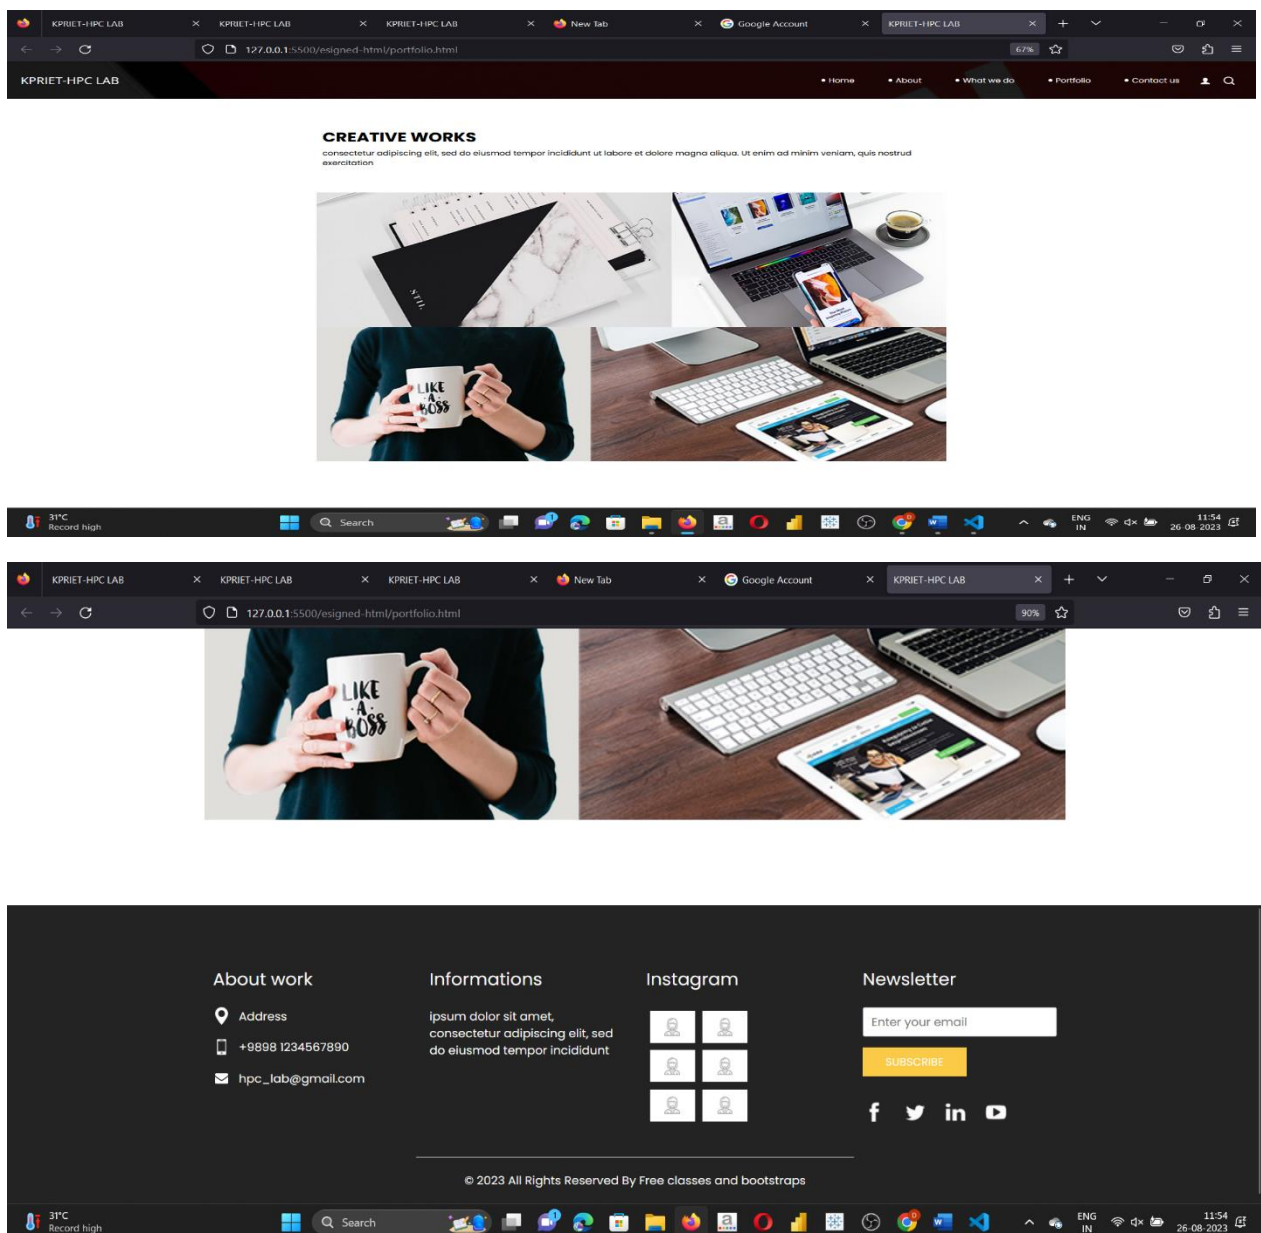 KPRIET-HPC LAB
KPRIET-HPC LAB
KPRIET-HPC LAB
New Tab
Google Account
KPRIET-HPC LAB
127.0.0.1:5500/esigned-html/portfolio.html
67%
KPRIET-HPC LAB
• Home
• About
• What we do
• Portfolio
• Contact us
CREATIVE WORKS
consectetur adipiscing elit, sed do eiusmod tempor incididunt ut labore et dolore magna aliqua. Ut enim ad minim veniam, quis nostrud
exercitation
STIL
LIKE
·A·
BOSS
31°C
Record high
Search
ENG
IN
11:54
26-08-2023
KPRIET-HPC LAB
KPRIET-HPC LAB
KPRIET-HPC LAB
New Tab
Google Account
KPRIET-HPC LAB
127.0.0.1:5500/esigned-html/portfolio.html
90%
LIKE
·A·
BOSS
About work
Address
+9898 1234567890
hpc_lab@gmail.com
Informations
ipsum dolor sit amet,
consectetur adipiscing elit, sed
do eiusmod tempor incididunt
Instagram
Newsletter
Enter your email
SUBSCRIBE
© 2023 All Rights Reserved By Free classes and bootstraps
31°C
Record high
Search
ENG
IN
11:54
26-08-2023